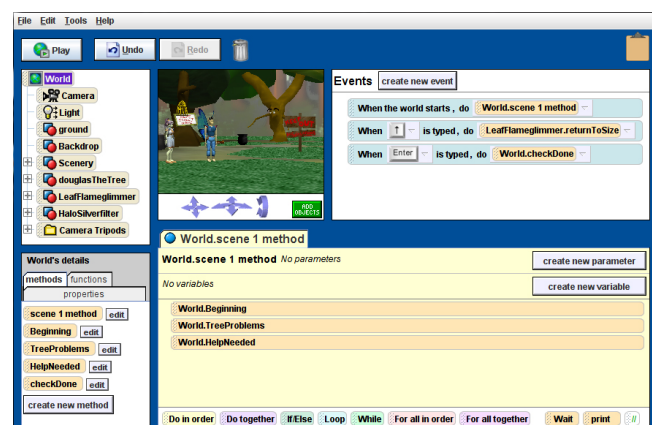 File Edit Tools Help
Play Undo Redo
World
Camera
Light
ground
Backdrop
Scenery
douglasTheTree
LeafFlameglimmer
HaloSilverfilter
Camera Tripods
ADD OBJECTS
Events create new event
When the world starts, do World.scene 1 method
When ↑ is typed, do LeafFlameglimmer.returnToSize
When Enter is typed, do World.checkDone
World's details
methods functions
properties
scene 1 method edit
Beginning edit
TreeProblems edit
HelpNeeded edit
checkDone edit
create new method
World.scene 1 method
World.scene 1 method No parameters create new parameter
No variables create new variable
World.Beginning
World.TreeProblems
World.HelpNeeded
Do in order Do together If/Else Loop While For all in order For all together Wait print //